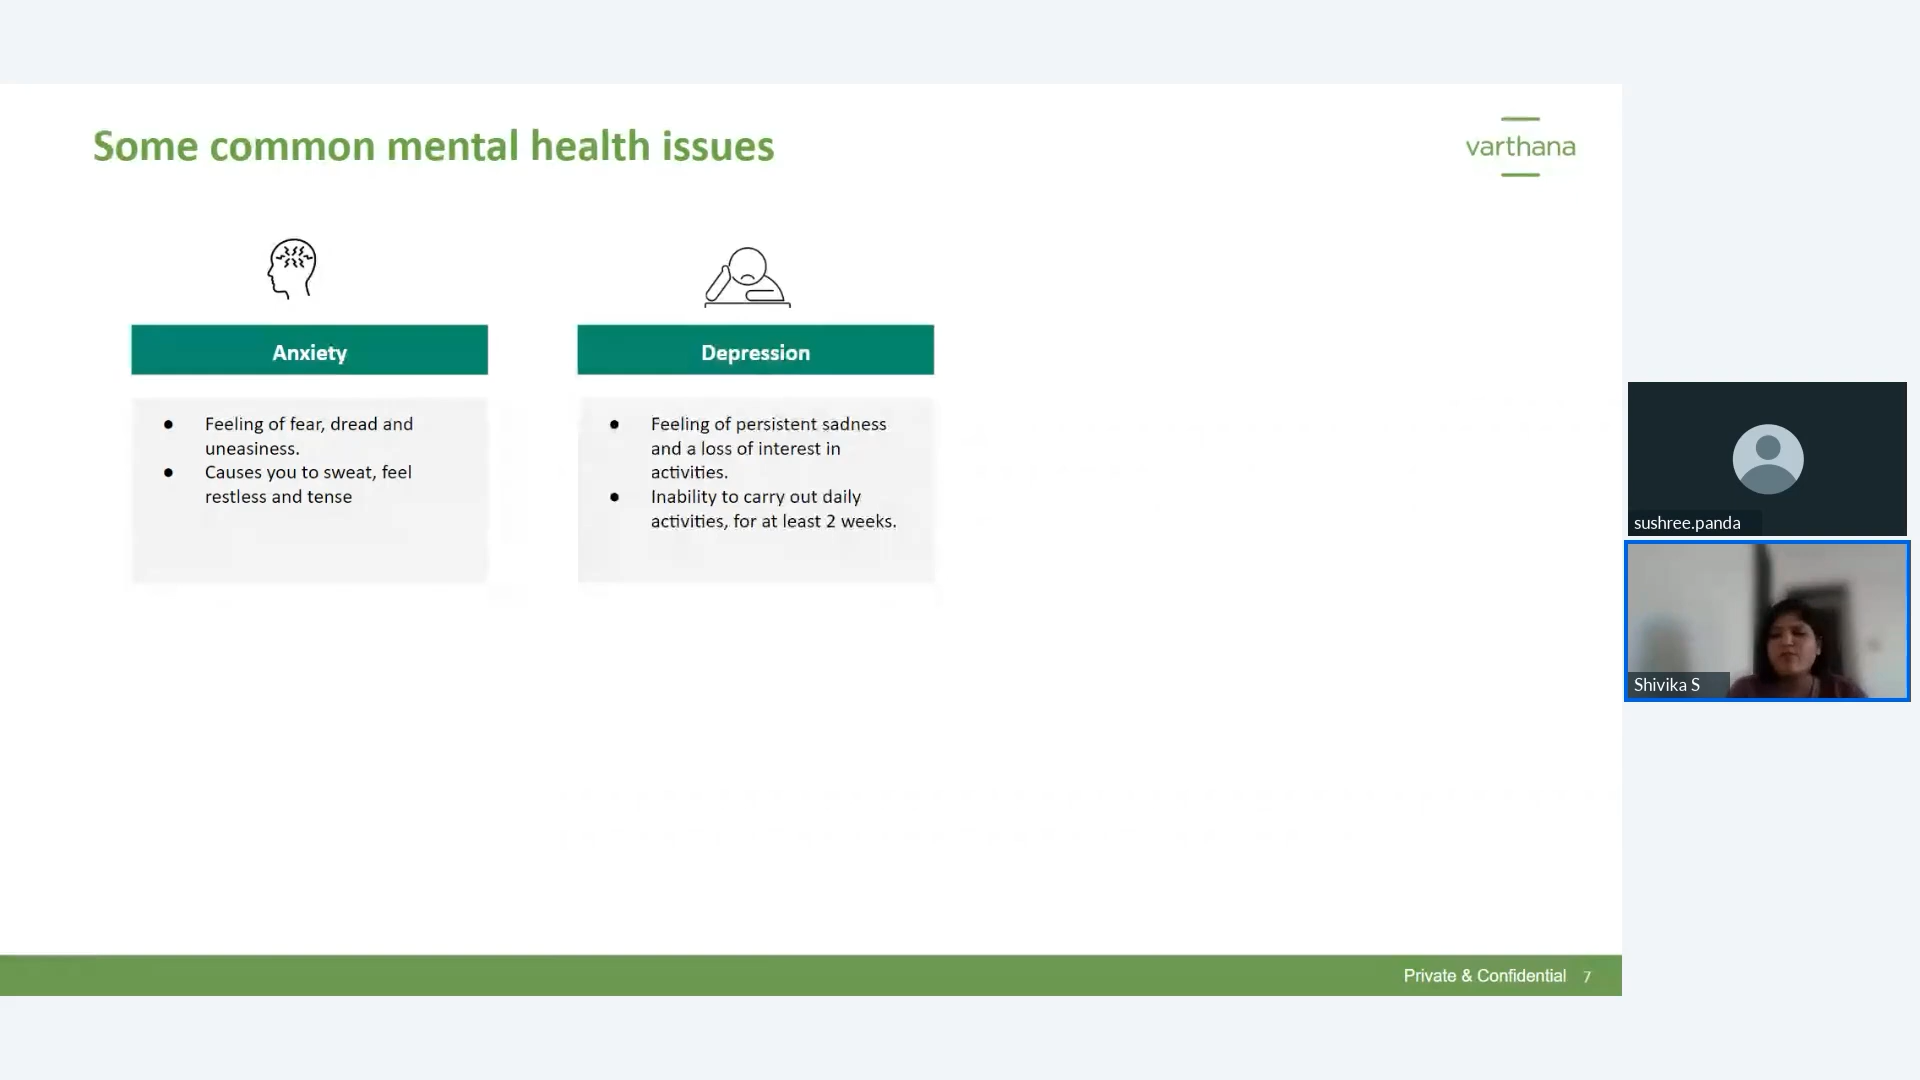 Some common mental health issues
varthana
Anxiety
● Feeling of fear, dread and
uneasiness.
● Causes you to sweat, feel
restless and tense
Depression
● Feeling of persistent sadness
and a loss of interest in
activities.
● Inability to carry out daily
activities, for at least 2 weeks.
sushree.panda
Shivika S
Private & Confidential 7